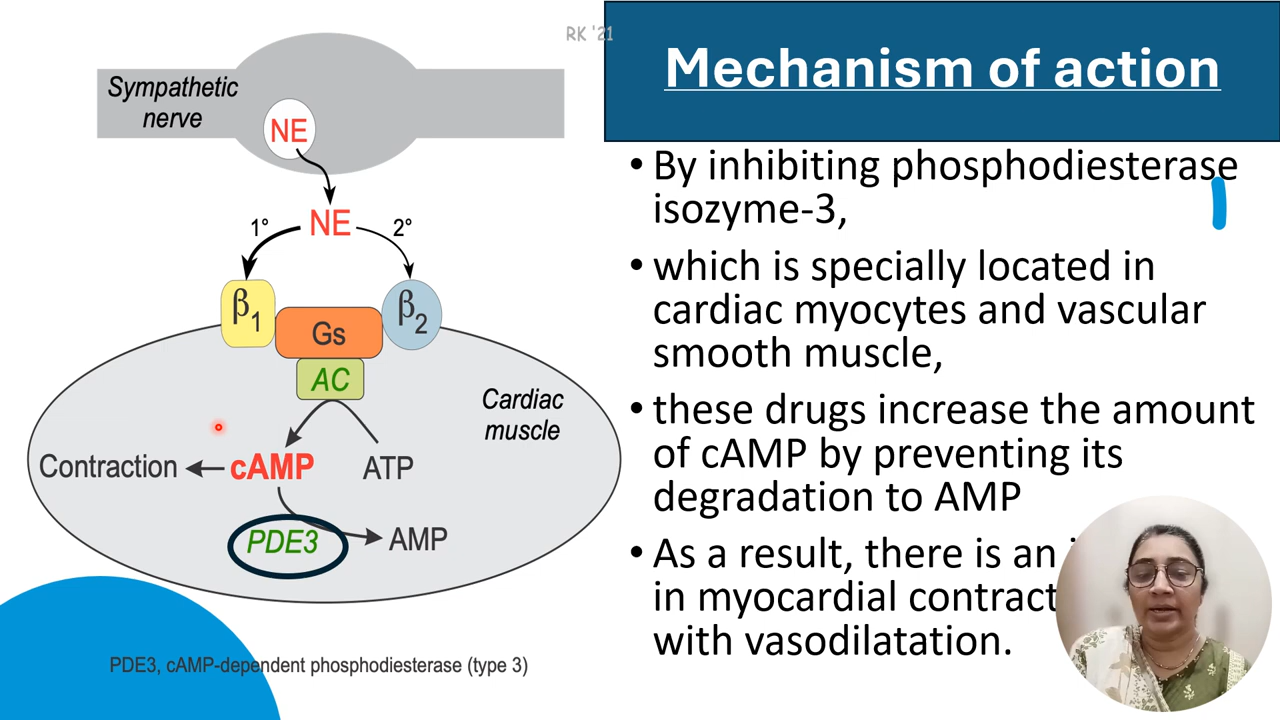 RK '21
Mechanism of action
Sympathetic
nerve
NE
NE
1°
2°
β1
β2
Gs
AC
Cardiac
muscle
Contraction
cAMP
ATP
PDE3
AMP
PDE3, cAMP-dependent phosphodiesterase (type 3)
• By inhibiting phosphodiesterase
isozyme-3,
• which is specially located in
cardiac myocytes and vascular
smooth muscle,
• these drugs increase the amount
of cAMP by preventing its
degradation to AMP
• As a result, there is an
in myocardial
with vasodilatation.